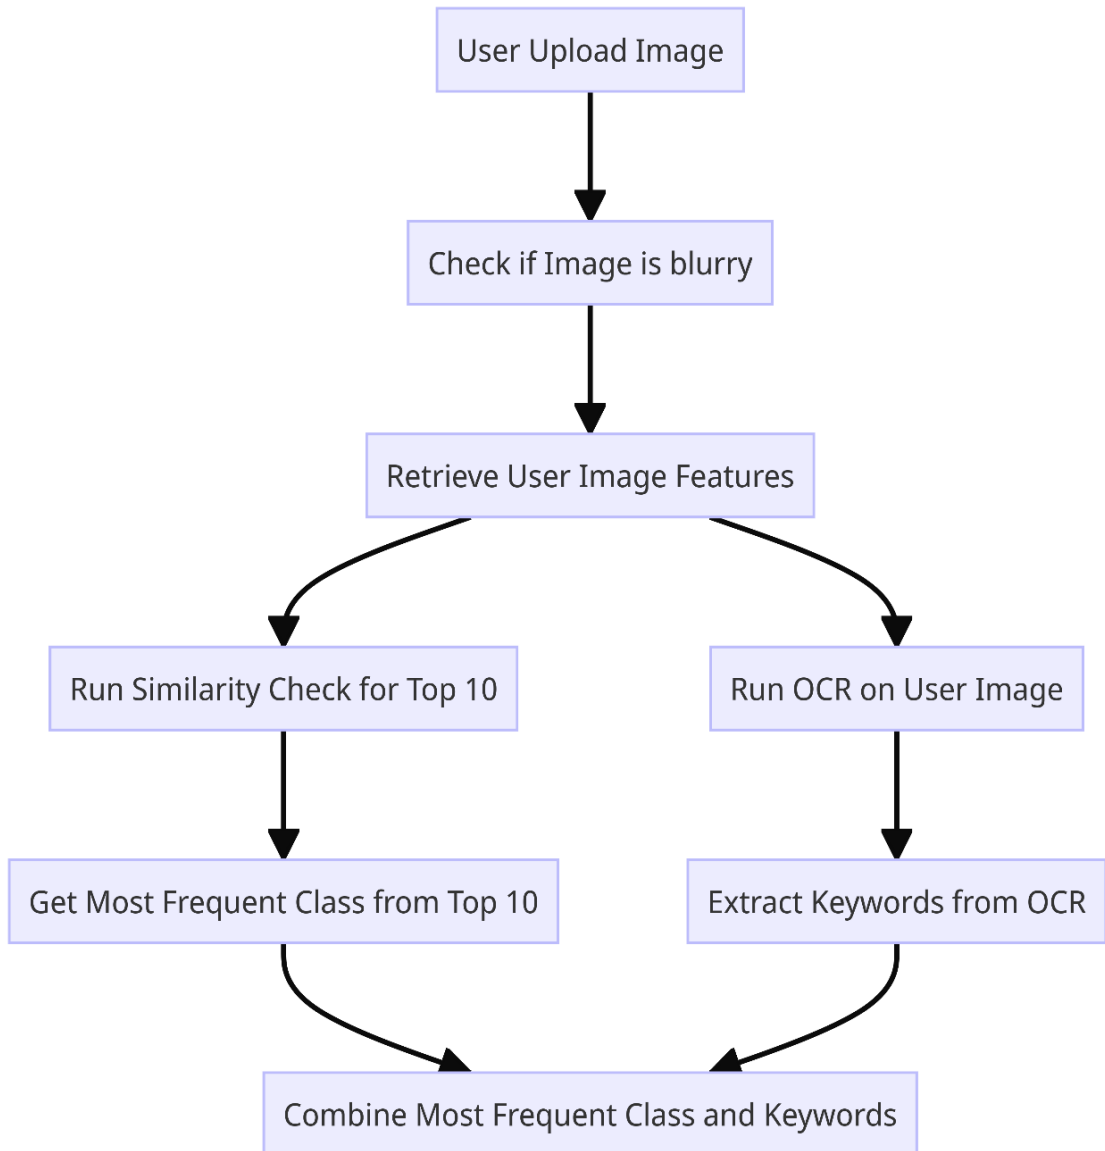 User Upload Image
Check if Image is blurry
Retrieve User Image Features
Run Similarity Check for Top 10
Run OCR on User Image
Get Most Frequent Class from Top 10
Extract Keywords from OCR
Combine Most Frequent Class and Keywords